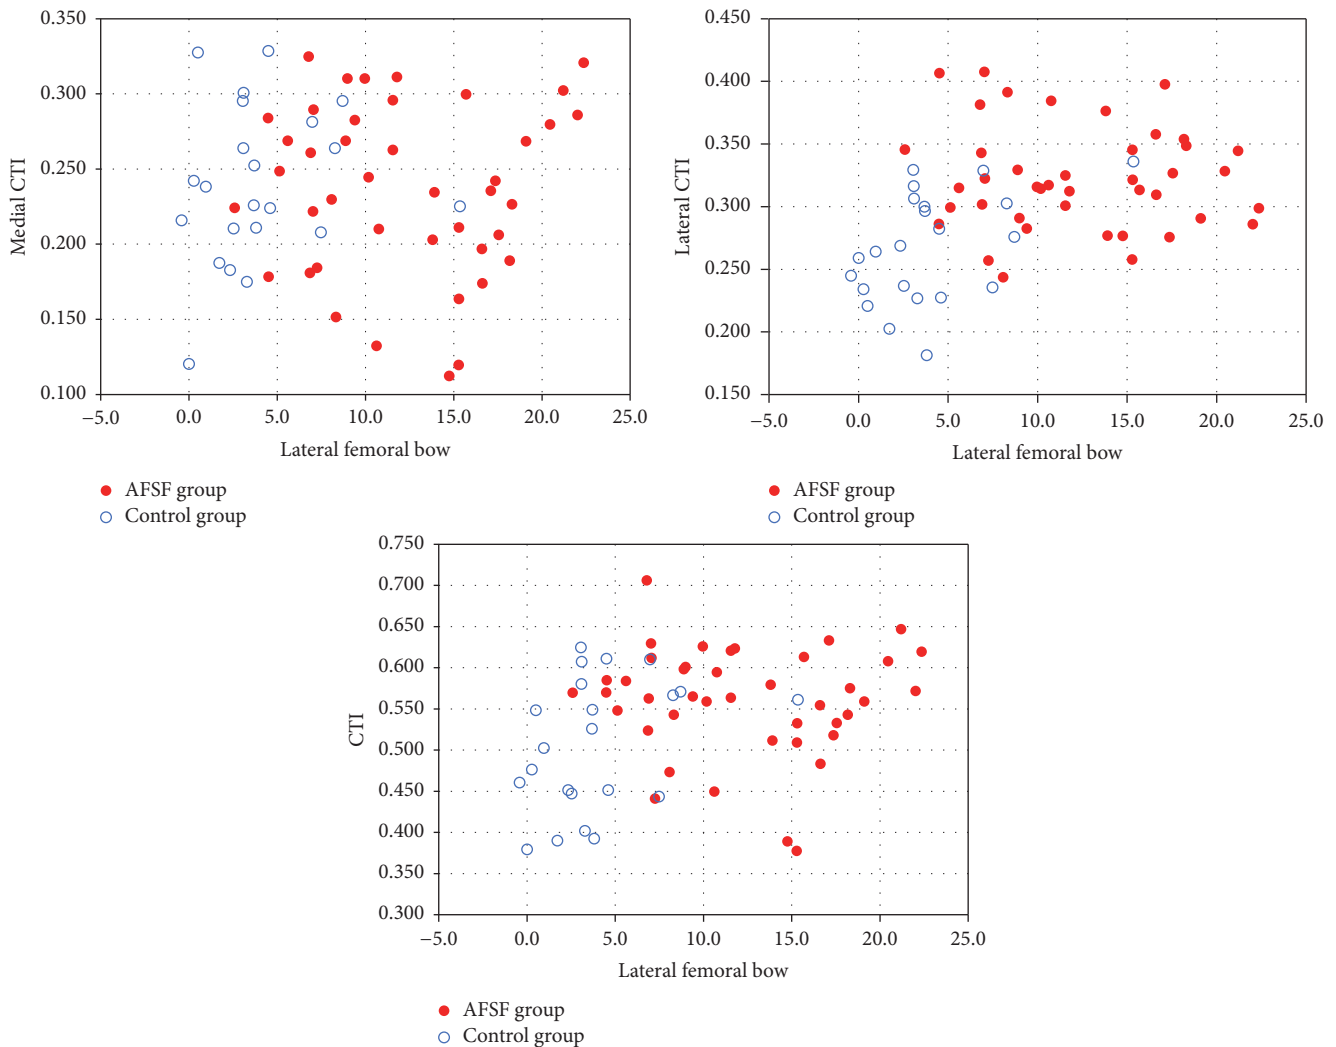 0.350
0.300
0.250
0.200
0.150
0.100
Medial CTI
−5.0 0.0 5.0 10.0 15.0 20.0 25.0
Lateral femoral bow
AFSF group
Control group
0.450
0.400
0.350
0.300
0.250
0.200
0.150
Lateral CTI
−5.0 0.0 5.0 10.0 15.0 20.0 25.0
Lateral femoral bow
AFSF group
Control group
0.750
0.700
0.650
0.600
0.550
0.500
0.450
0.400
0.350
0.300
CTI
−5.0 0.0 5.0 10.0 15.0 20.0 25.0
Lateral femoral bow
AFSF group
Control group